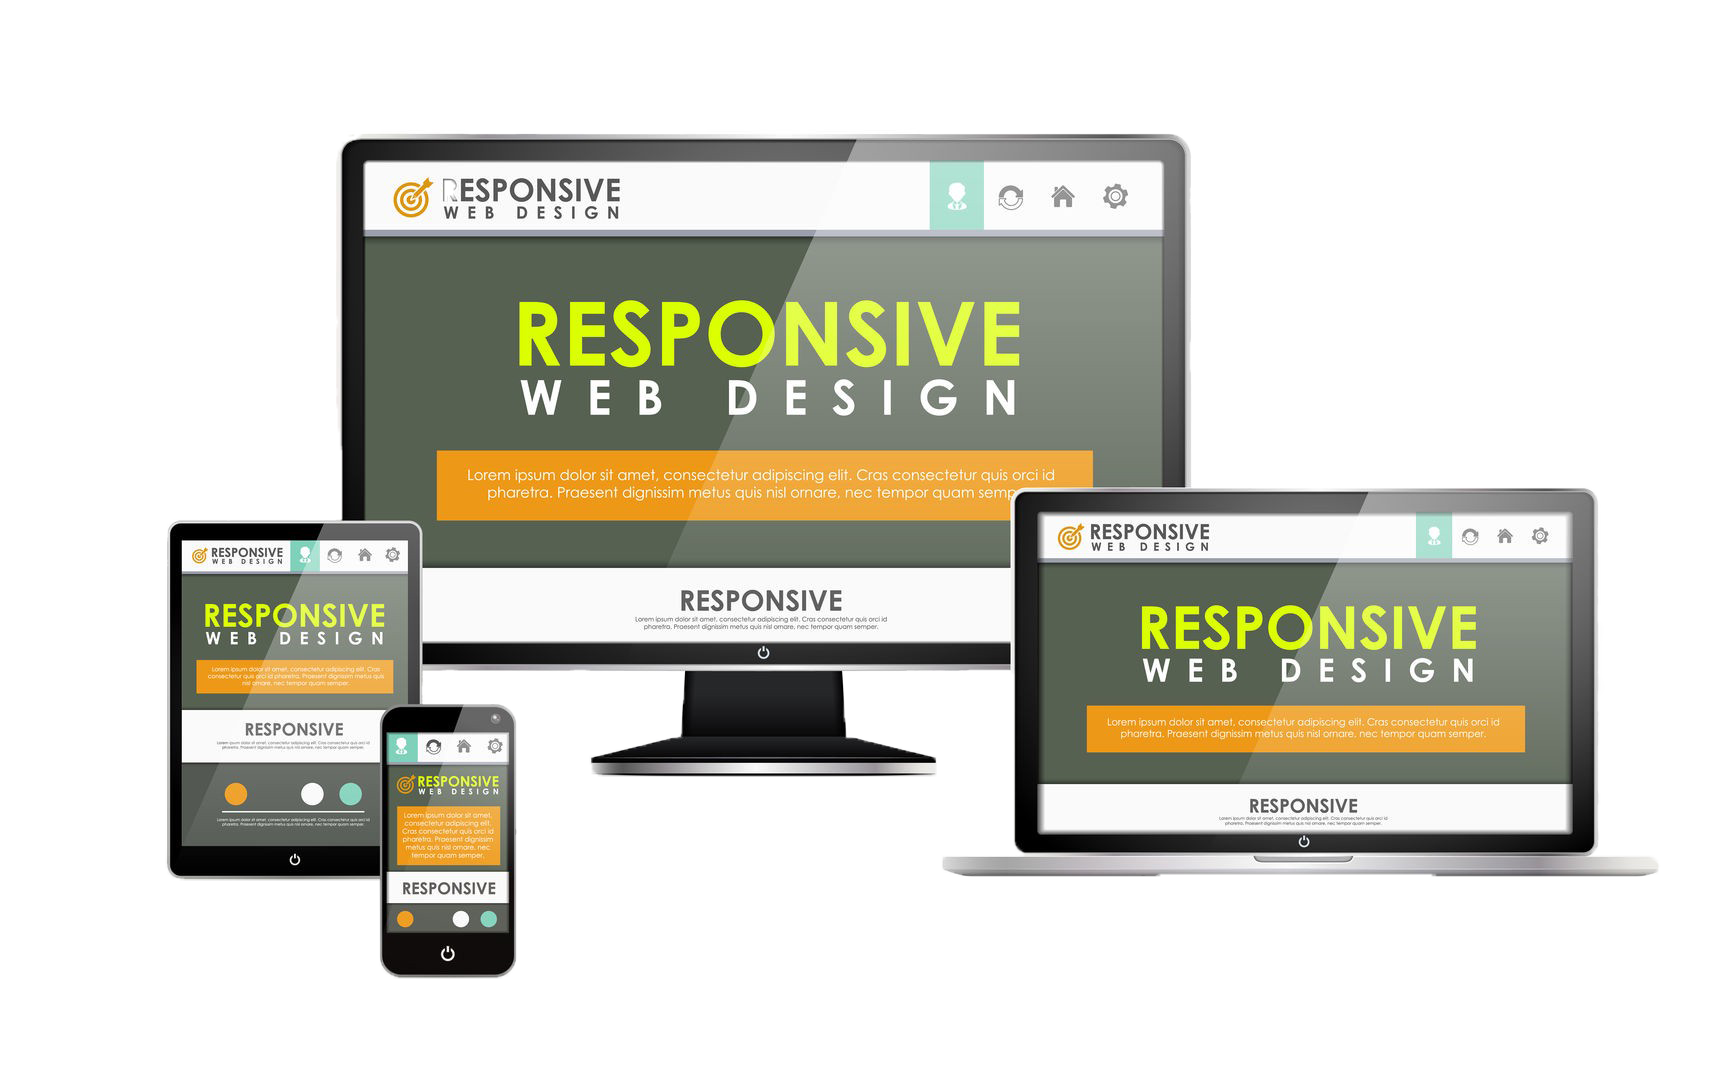 RESPONSIVE
WEB DESIGN
RESPONSIVE
WEB DESIGN
Lorem ipsum dolor sit amet, consectetur adipiscing elit. Cras consectetur quis orci id
pharetra. Praesent dignissim metus quis nisl ornare, nec tempor quam semp
RESPONSIVE
Lorem ipsum dolor sit amet, consectetur adipiscing elit. Cras consectetur quis orci id
pharetra. Praesent dignissim metus quis nisl ornare, nec tempor quam semper.
RESPONSIVE
WEB DESIGN
RESPONSIVE
WEB DESIGN
Lorem ipsum dolor sit amet, consectetur adipiscing elit. Cras
consectetur quis orci id pharetra. Praesent dignissim metus quis
nisl ornare, nec tempor quam semper.
RESPONSIVE
Lorem ipsum dolor sit amet, consectetur adipiscing elit. Cras consectetur quis orci id
pharetra. Praesent dignissim metus quis nisl ornare, nec tempor quam semper.
Lorem ipsum dolor sit amet, consectetur adipiscing elit. Cras consectetur quis orci id
pharetra. Praesent dignissim metus quis nisl ornare, nec tempor quam semper.
RESPONSIVE
WEB DESIGN
Lorem ipsum dolor sit amet,
consectetur adipiscing elit.
Cras consectetur quis orci id
pharetra. Praesent dignissim
metus quis nisl ornare, nec
tempor quam semper.
RESPONSIVE
RESPONSIVE
WEB DESIGN
RESPONSIVE
WEB DESIGN
Lorem ipsum dolor sit amet, consectetur adipiscing elit. Cras consectetur quis orci id
pharetra. Praesent dignissim metus quis nisl ornare, nec tempor quam semper.
RESPONSIVE
Lorem ipsum dolor sit amet, consectetur adipiscing elit. Cras consectetur quis orci id
pharetra. Praesent dignissim metus quis nisl ornare, nec tempor quam semper.